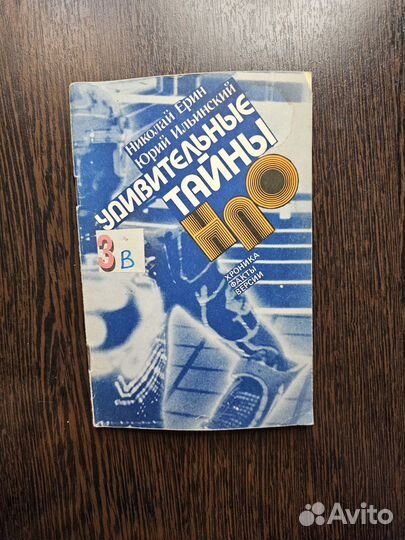 Николай Ерин
Юрий Ильинский
УДИВИТЕЛЬНЫЕ
ТАЙНЫ
НЛО
3
В
ХРОНИКА
ФАКТЫ
ВЕРСИИ
Avito